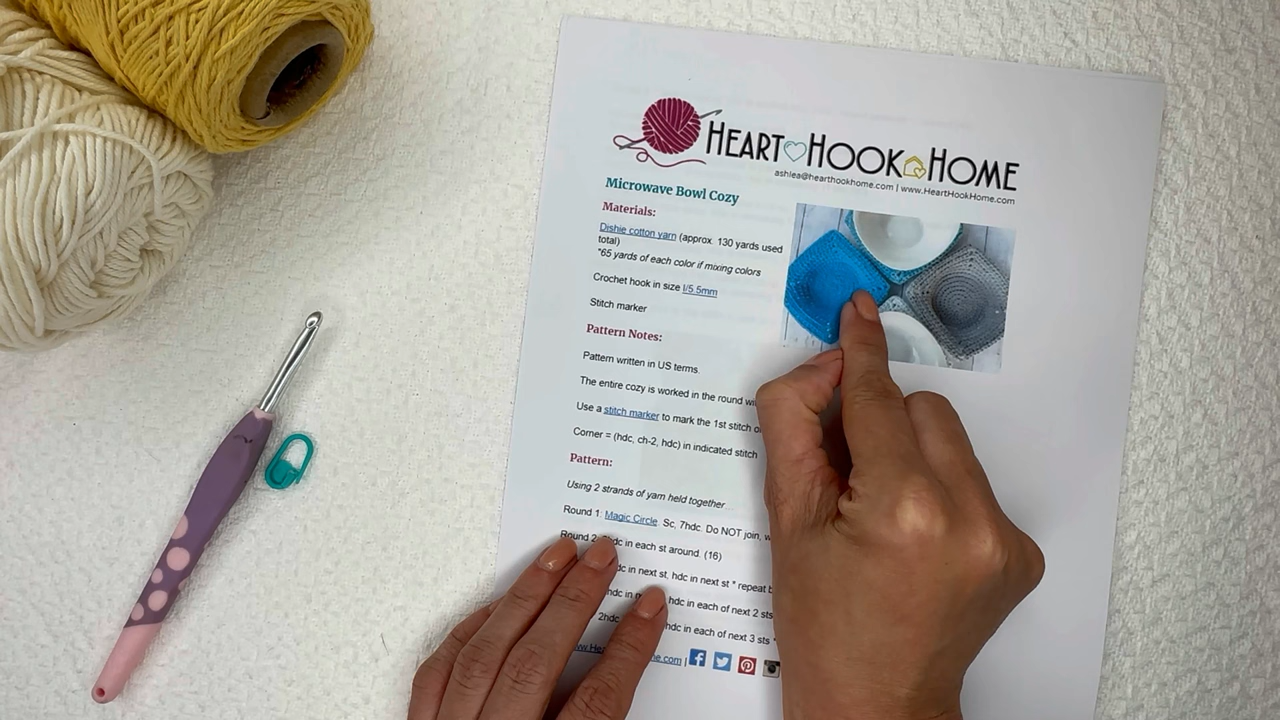 HEART HOOK HOME
ashlea@hearthookhome.com | www.HeartHookHome.com
Microwave Bowl Cozy
Materials:
Dishie cotton yarn (approx. 130 yards used
total)
*65 yards of each color if mixing colors
Crochet hook in size I/5.5mm
Stitch marker
Pattern Notes:
Pattern written in US terms.
The entire cozy is worked in the round
Use a stitch marker to mark the 1st stitch
Corner = (hdc, ch-2, hdc) in indicated stitch
Pattern:
Using 2 strands of yarn held together
Round 1: Magic Circle. Sc, 7hdc. Do NOT join,
Round in each st around. (16)
in next st, hdc in next st * repeat
hdc in each of next 2 sts
2hdc in each of next 3 sts